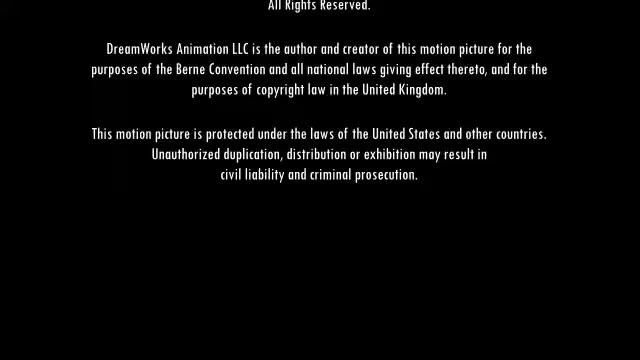 All Rights Reserved.
DreamWorks Animation LLC is the author and creator of this motion picture for the
purposes of the Berne Convention and all national laws giving effect thereto, and for the
purposes of copyright law in the United Kingdom.
This motion picture is protected under the laws of the United States and other countries.
Unauthorized duplication, distribution or exhibition may result in
civil liability and criminal prosecution.